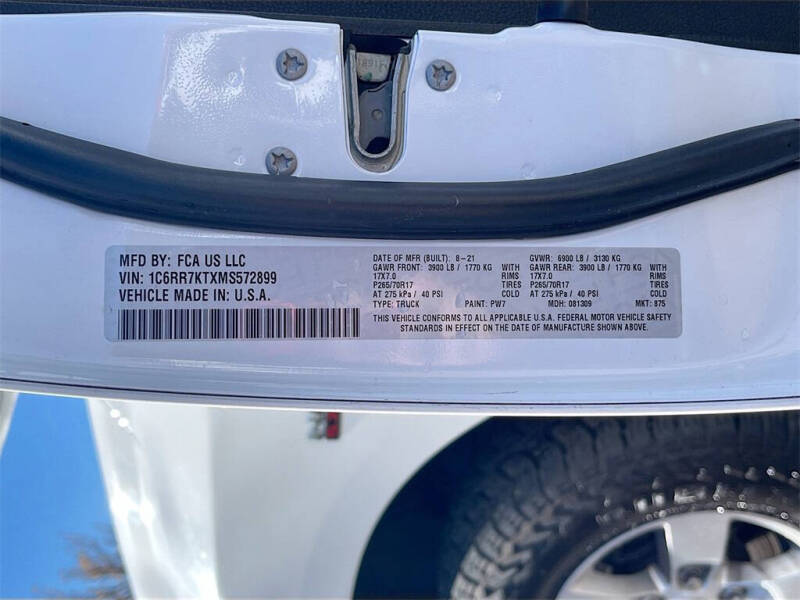 MFD BY: FCA US LLC
VIN: 1C6RR7KTXMS572899
VEHICLE MADE IN: U.S.A.
DATE OF MFR (BUILT): 8-21 GVWR: 6900 LB / 3130 KG
GAWR FRONT: 3900 LB / 1770 KG WITH GAWR REAR: 3900 LB / 1770 KG WITH
17X7.0 RIMS 17X7.0 RIMS
P265/70R17 TIRES P265/70R17 TIRES
AT 275 kPa / 40 PSI COLD AT 275 kPa / 40 PSI COLD
TYPE: TRUCK PAINT: PW7 MDH: 081309 MKT: 875
THIS VEHICLE CONFORMS TO ALL APPLICABLE U.S.A. FEDERAL MOTOR VEHICLE SAFETY
STANDARDS IN EFFECT ON THE DATE OF MANUFACTURE SHOWN ABOVE.